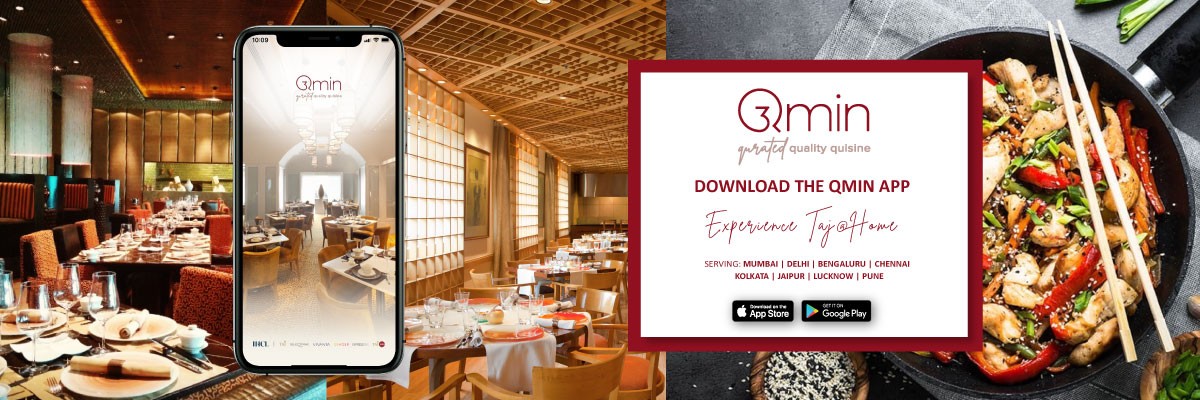 10:09
Qmin
qurated quality quisine
IHCL
Qmin
qurated quality quisine
DOWNLOAD THE QMIN APP
Experience Taj@Home
SERVING: MUMBAI | DELHI | BENGALURU | CHENNAI
KOLKATA | JAIPUR | LUCKNOW | PUNE
Download on the
App Store
GET IT ON
Google Play